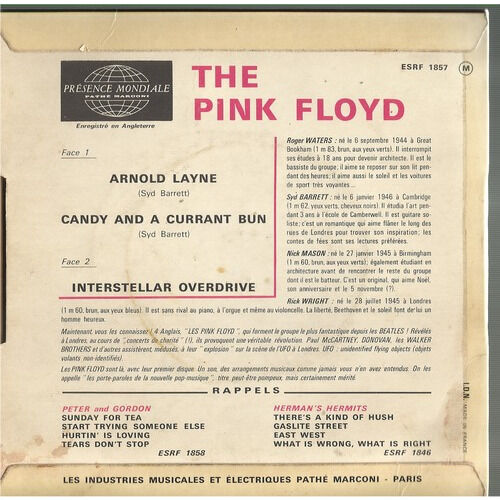 ESRF 1857 M
PRÉSENCE MONDIALE
PATHÉ MARCONI
Enregistré en Angleterre
THE
PINK FLOYD
Face 1
ARNOLD LAYNE
(Syd Barrett)
CANDY AND A CURRANT BUN
(Syd Barrett)
Face 2
INTERSTELLAR OVERDRIVE
Roger WATERS : né le 6 septembre 1944 à Great
Bookham (1 m 83, brun, aux yeux verts). Il interrompit
ses études à 18 ans pour devenir architecte. Il est le
bassiste du groupe; il aime se reposer sur son lit pen-
dant des heures; il aime aussi le soleil et les voitures
de sport très voyantes...
Syd BARRETT : né le 6 janvier 1946 à Cambridge
(1 m 62, yeux verts, cheveux noirs). Il étudia l'art pen-
dant 3 ans à l'école de Camberwell. Il est guitare so-
liste; c'est un romantique qui aime flâner le long des
rues de Londres pour trouver son inspiration; les
contes de fées sont ses lectures préférées.
Nick MASON : né le 27 janvier 1945 à Birmingham
(1 m 60, brun, aux yeux verts); également étudiant en
architecture avant de rencontrer le reste du groupe
dont il est le batteur. C'est un original, qui aime Noël,
son anniversaire et le 5 novembre (?).
Rick WRIGHT : né le 28 juillet 1945 à Londres
(1 m 60, brun, aux yeux bleus). Il est sans rival au piano, à l'orgue et même au violoncelle. La liberté, Beethoven et le soleil font de lui un
homme heureux.
Maintenant, vous les connaissez ! 4 Anglais, "LES PINK FLOYD", qui forment le groupe le plus fantastique depuis les BEATLES ! Révélés
à Londres, au cours de "concerts de charité" (!), ils provoquent une véritable révolution. Paul McCARTNEY, DONOVAN, les WALKER
BROTHERS et d'autres assistèrent, médusés, à leur "explosion" sur la scène de l'UFO à Londres. UFO : unidentified flying objects (objets
volants non-identifiés).
Les PINK FLOYD sont là, avec leur premier disque. Un son, des arrangements musicaux comme jamais vous n'en avez entendus. On les
appelle "les porte-paroles de la nouvelle pop-musique", titre, peut-être pompeux, mais certainement mérité.
RAPPELS
PETER and GORDON
SUNDAY FOR TEA
START TRYING SOMEONE ELSE
HURTIN' IS LOVING
TEARS DON'T STOP
ESRF 1858
HERMAN'S HERMITS
THERE'S A KIND OF HUSH
GASLITE STREET
EAST WEST
WHAT IS WRONG, WHAT IS RIGHT
ESRF 1846
I.D.N. MADE IN FRANCE
LES INDUSTRIES MUSICALES ET ÉLECTRIQUES PATHÉ MARCONI - PARIS